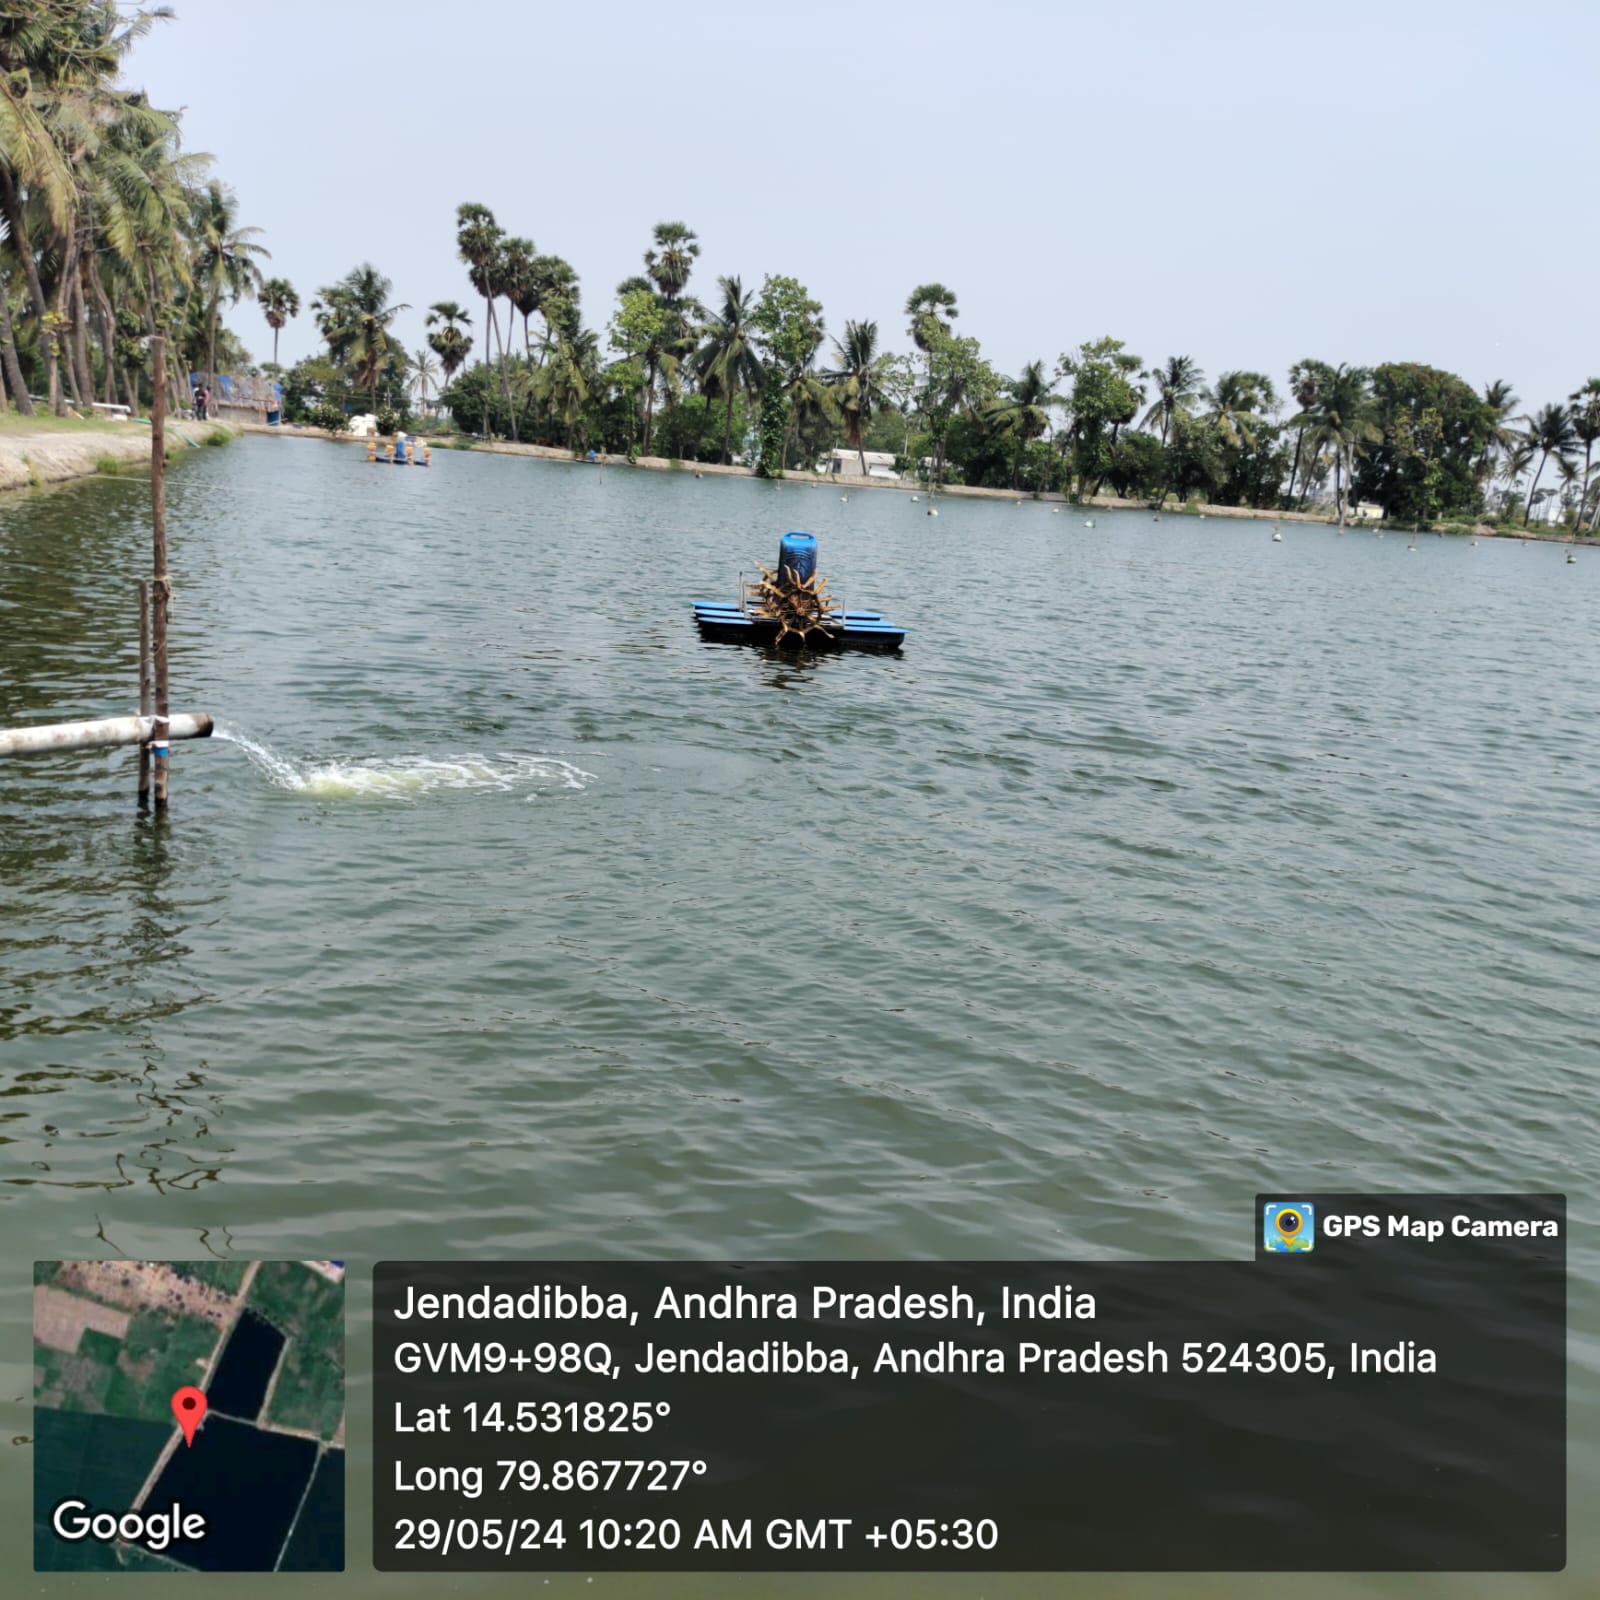 GPS Map Camera
Jendadibba, Andhra Pradesh, India
GVM9+98Q, Jendadibba, Andhra Pradesh 524305, India
Lat 14.531825°
Long 79.867727°
29/05/24 10:20 AM GMT +05:30
Google